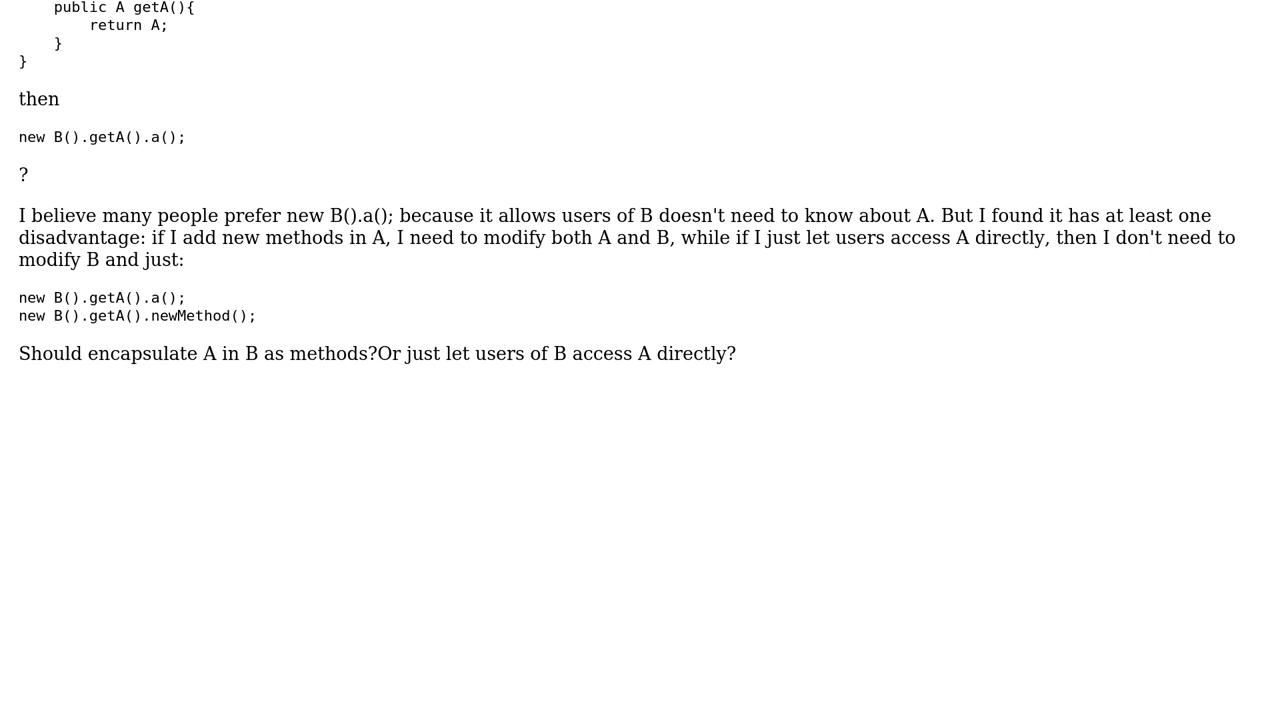 public A getA(){
        return A;
    }
}
then
new B().getA().a();
?
I believe many people prefer new B().a(); because it allows users of B doesn't need to know about A. But I found it has at least one
disadvantage: if I add new methods in A, I need to modify both A and B, while if I just let users access A directly, then I don't need to
modify B and just:
new B().getA().a();
new B().getA().newMethod();
Should encapsulate A in B as methods?Or just let users of B access A directly?